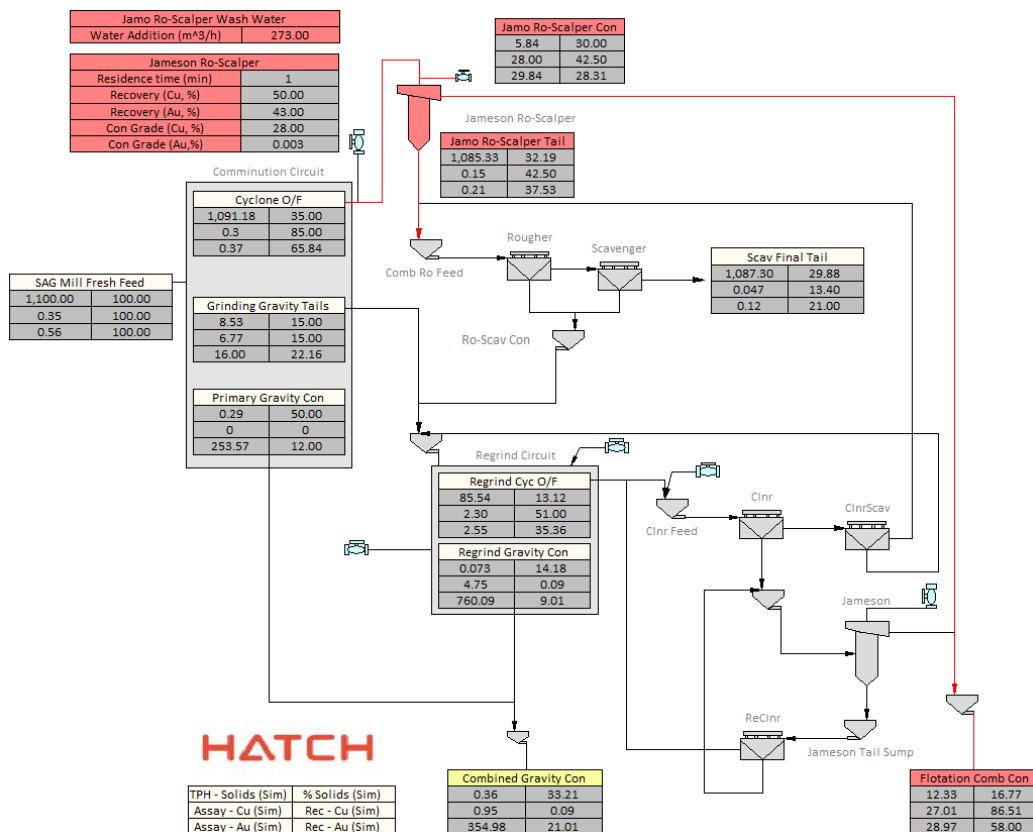 Jamo Ro-Scalper Wash Water
Water Addition (m^3/h) 273.00
Jameson Ro-Scalper
Residence time (min) 1
Recovery (Cu, %) 50.00
Recovery (Au, %) 43.00
Con Grade (Cu, %) 28.00
Con Grade (Au,%) 0.003
Jamo Ro-Scalper Con
5.84 30.00
28.00 42.50
29.84 28.31
Jameson Ro-Scalper
Jamo Ro-Scalper Tail
1,085.33 32.19
0.15 42.50
0.21 37.53
Comminution Circuit
Cyclone O/F
1,091.18 35.00
0.3 85.00
0.37 65.84
SAG Mill Fresh Feed
1,100.00 100.00
0.35 100.00
0.56 100.00
Grinding Gravity Tails
8.53 15.00
6.77 15.00
16.00 22.16
Primary Gravity Con
0.29 50.00
0 0
253.57 12.00
Comb Ro Feed
Rougher
Scavenger
Scav Final Tail
1,087.30 29.88
0.047 13.40
0.12 21.00
Ro-Scav Con
Regrind Circuit
Regrind Cyc O/F
85.54 13.12
2.30 51.00
2.55 35.36
Regrind Gravity Con
0.073 14.18
4.75 0.09
760.09 9.01
Clnr Feed
Clnr
ClnrScav
Jameson
ReClnr
Jameson Tail Sump
HATCH
TPH - Solids (Sim) % Solids (Sim)
Assay - Cu (Sim) Rec - Cu (Sim)
Assay - Au (Sim) Rec - Au (Sim)
Combined Gravity Con
0.36 33.21
0.95 0.09
354.98 21.01
Flotation Comb Con
12.33 16.77
27.01 86.51
28.97 58.00